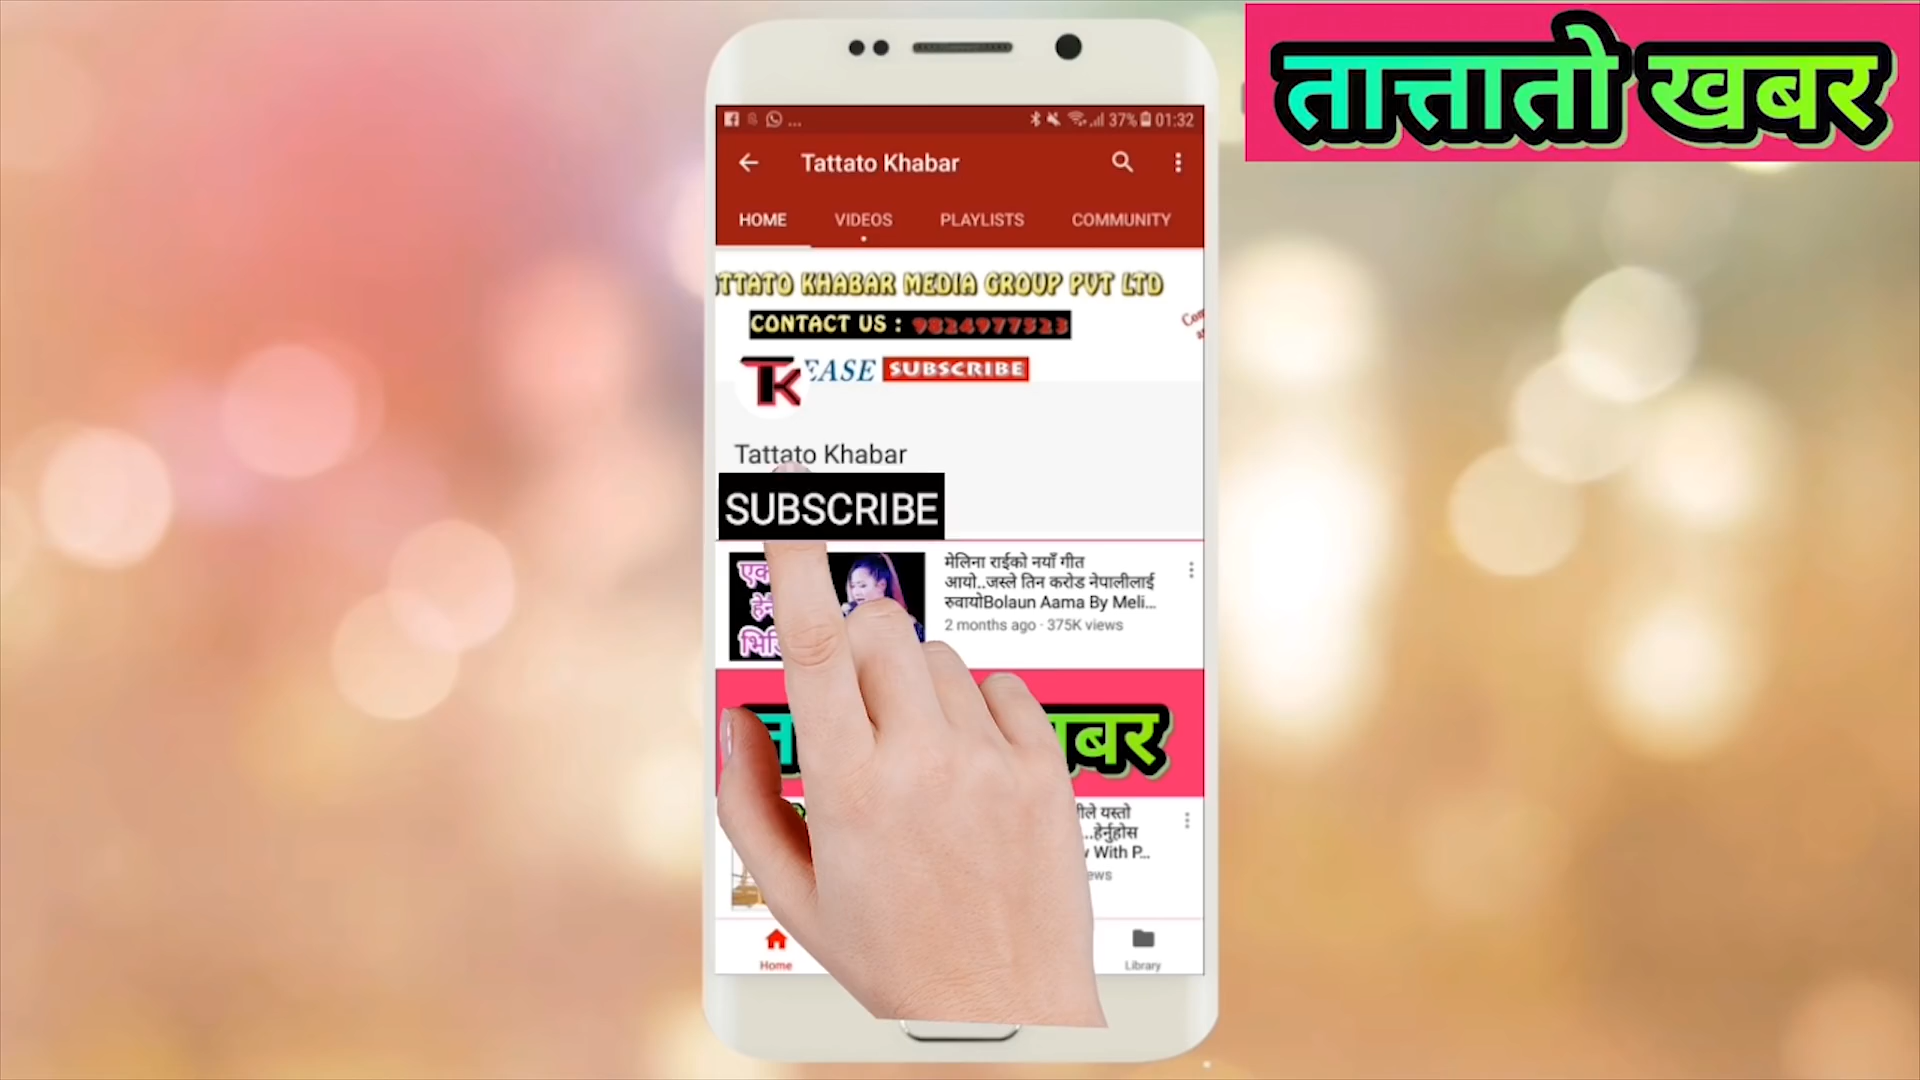 तात्तातो खबर
37% 01:32
Tattato Khabar
HOME VIDEOS PLAYLISTS COMMUNITY
TTATO KHABAR MEDIA GROUP PVT LTD
CONTACT US : 9824977523
EASE SUBSCRIBE
TK
Tattato Khabar
SUBSCRIBE
मेलिना राईको नयाँ गीत
आयो..जस्ले तिन करोड नेपालीलाई
रुवायोBolaun Aama By Meli...
2 months ago · 375K views
बर
यस्तो
..हेर्नुहोस
With P...
Home Library